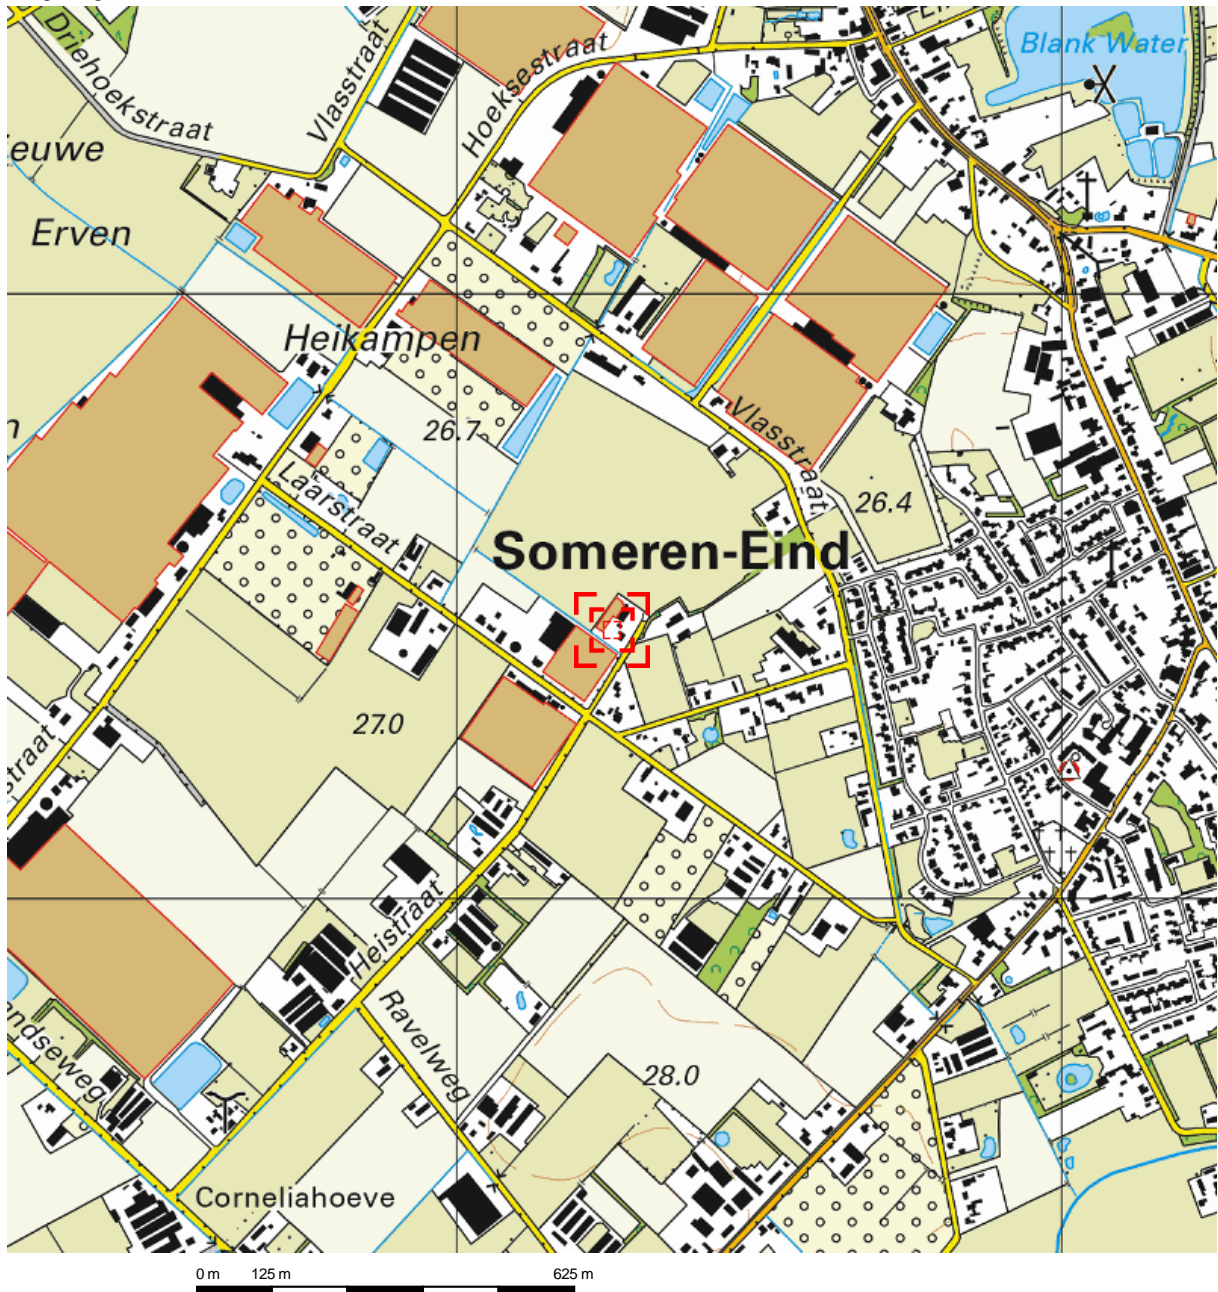 Blank Water
Driehoekstraat
Vlasstraat
Hoeksestraat
euwe
Erven
Heikampen
26.7
Vlasstraat
Laarstraat
26.4
Someren-Eind
27.0
straat
Heistraat
Ravelweg
28.0
andseweg
Corneliahoeve
0 m 125 m 625 m